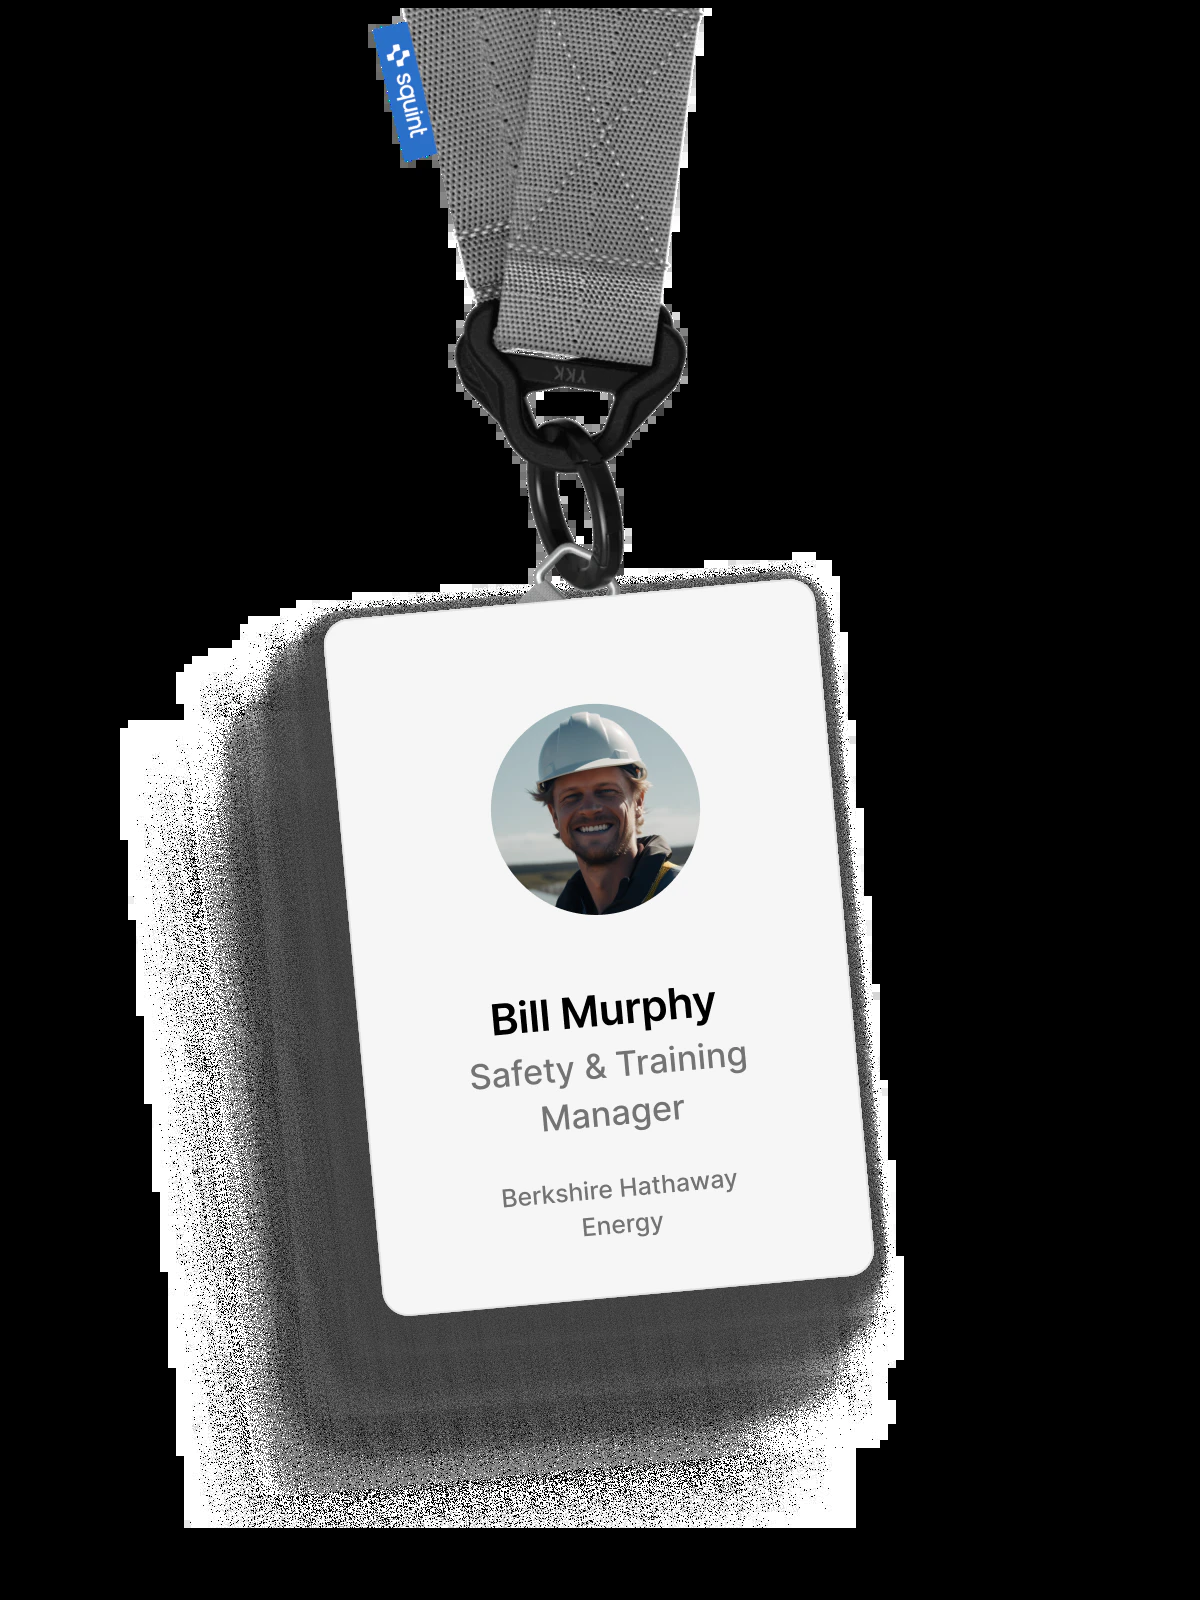 squint
YKK
Bill Murphy
Safety & Training
Manager
Berkshire Hathaway
Energy